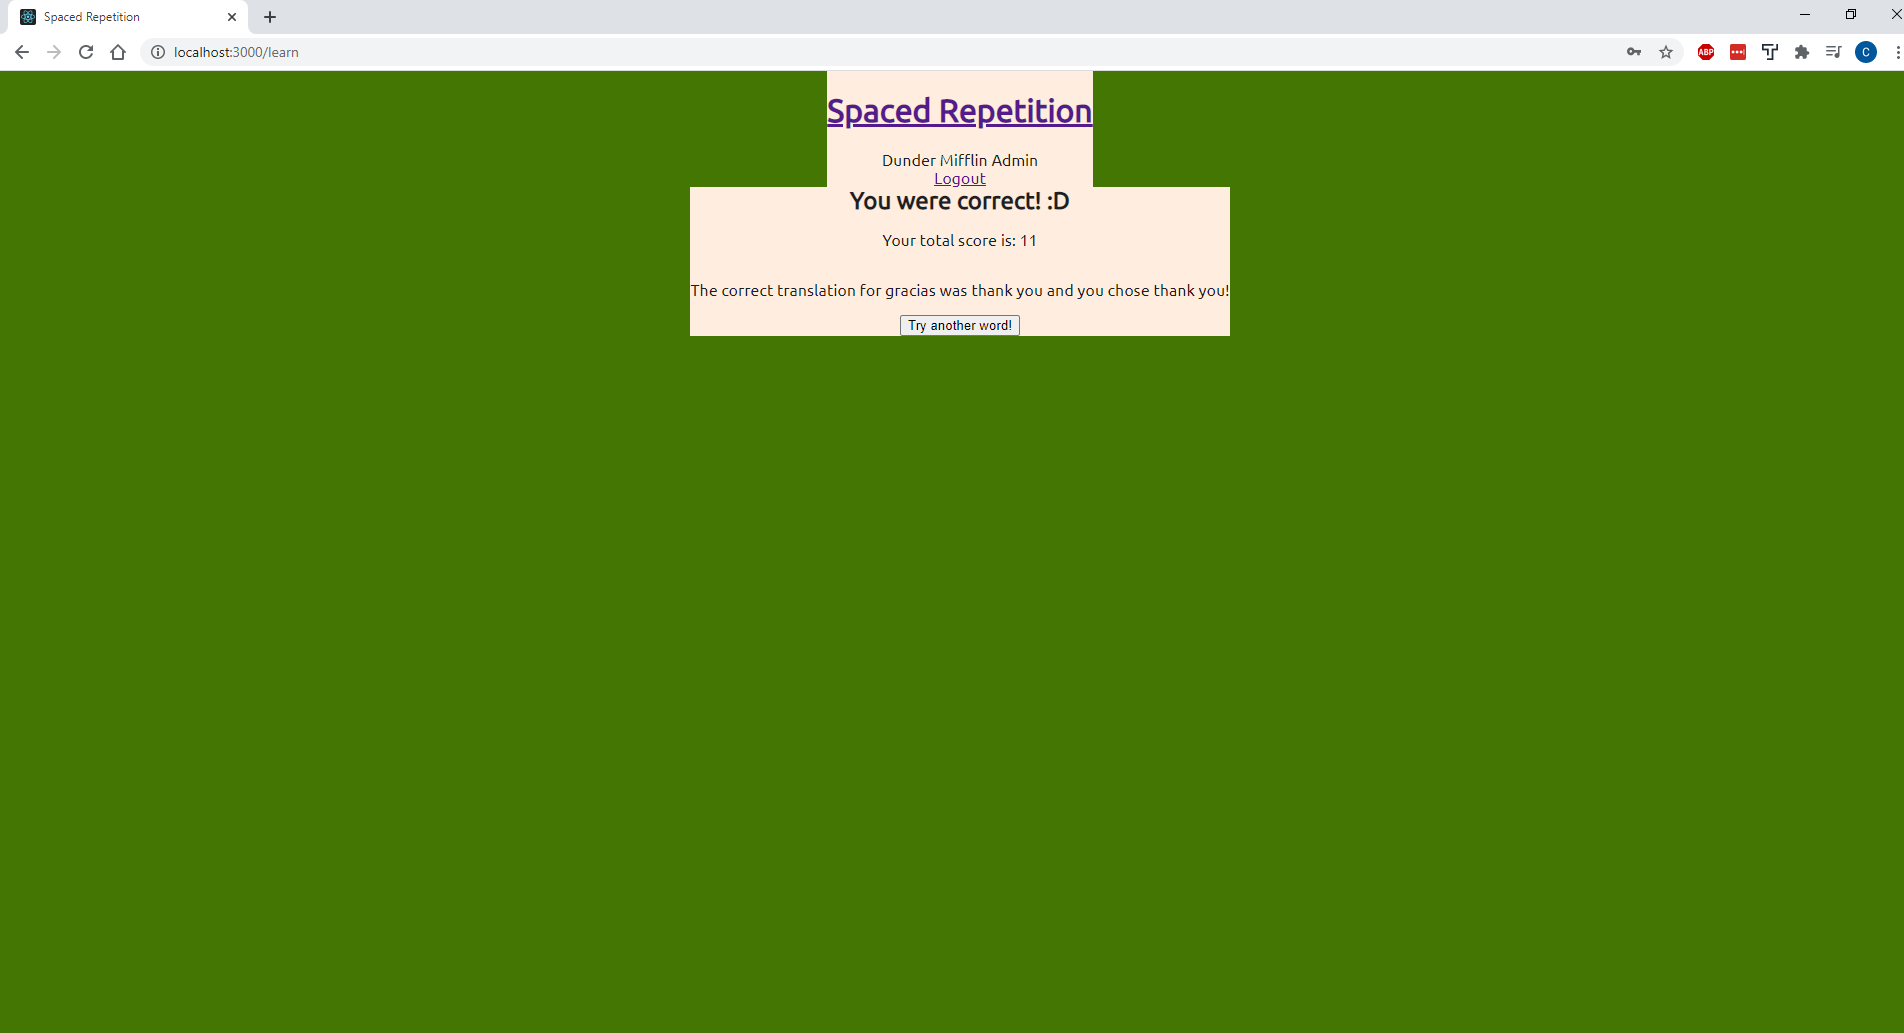 Spaced Repetition
localhost:3000/learn
ABP
C
Spaced Repetition
Dunder Mifflin Admin
Logout
You were correct! :D
Your total score is: 11
The correct translation for gracias was thank you and you chose thank you!
Try another word!